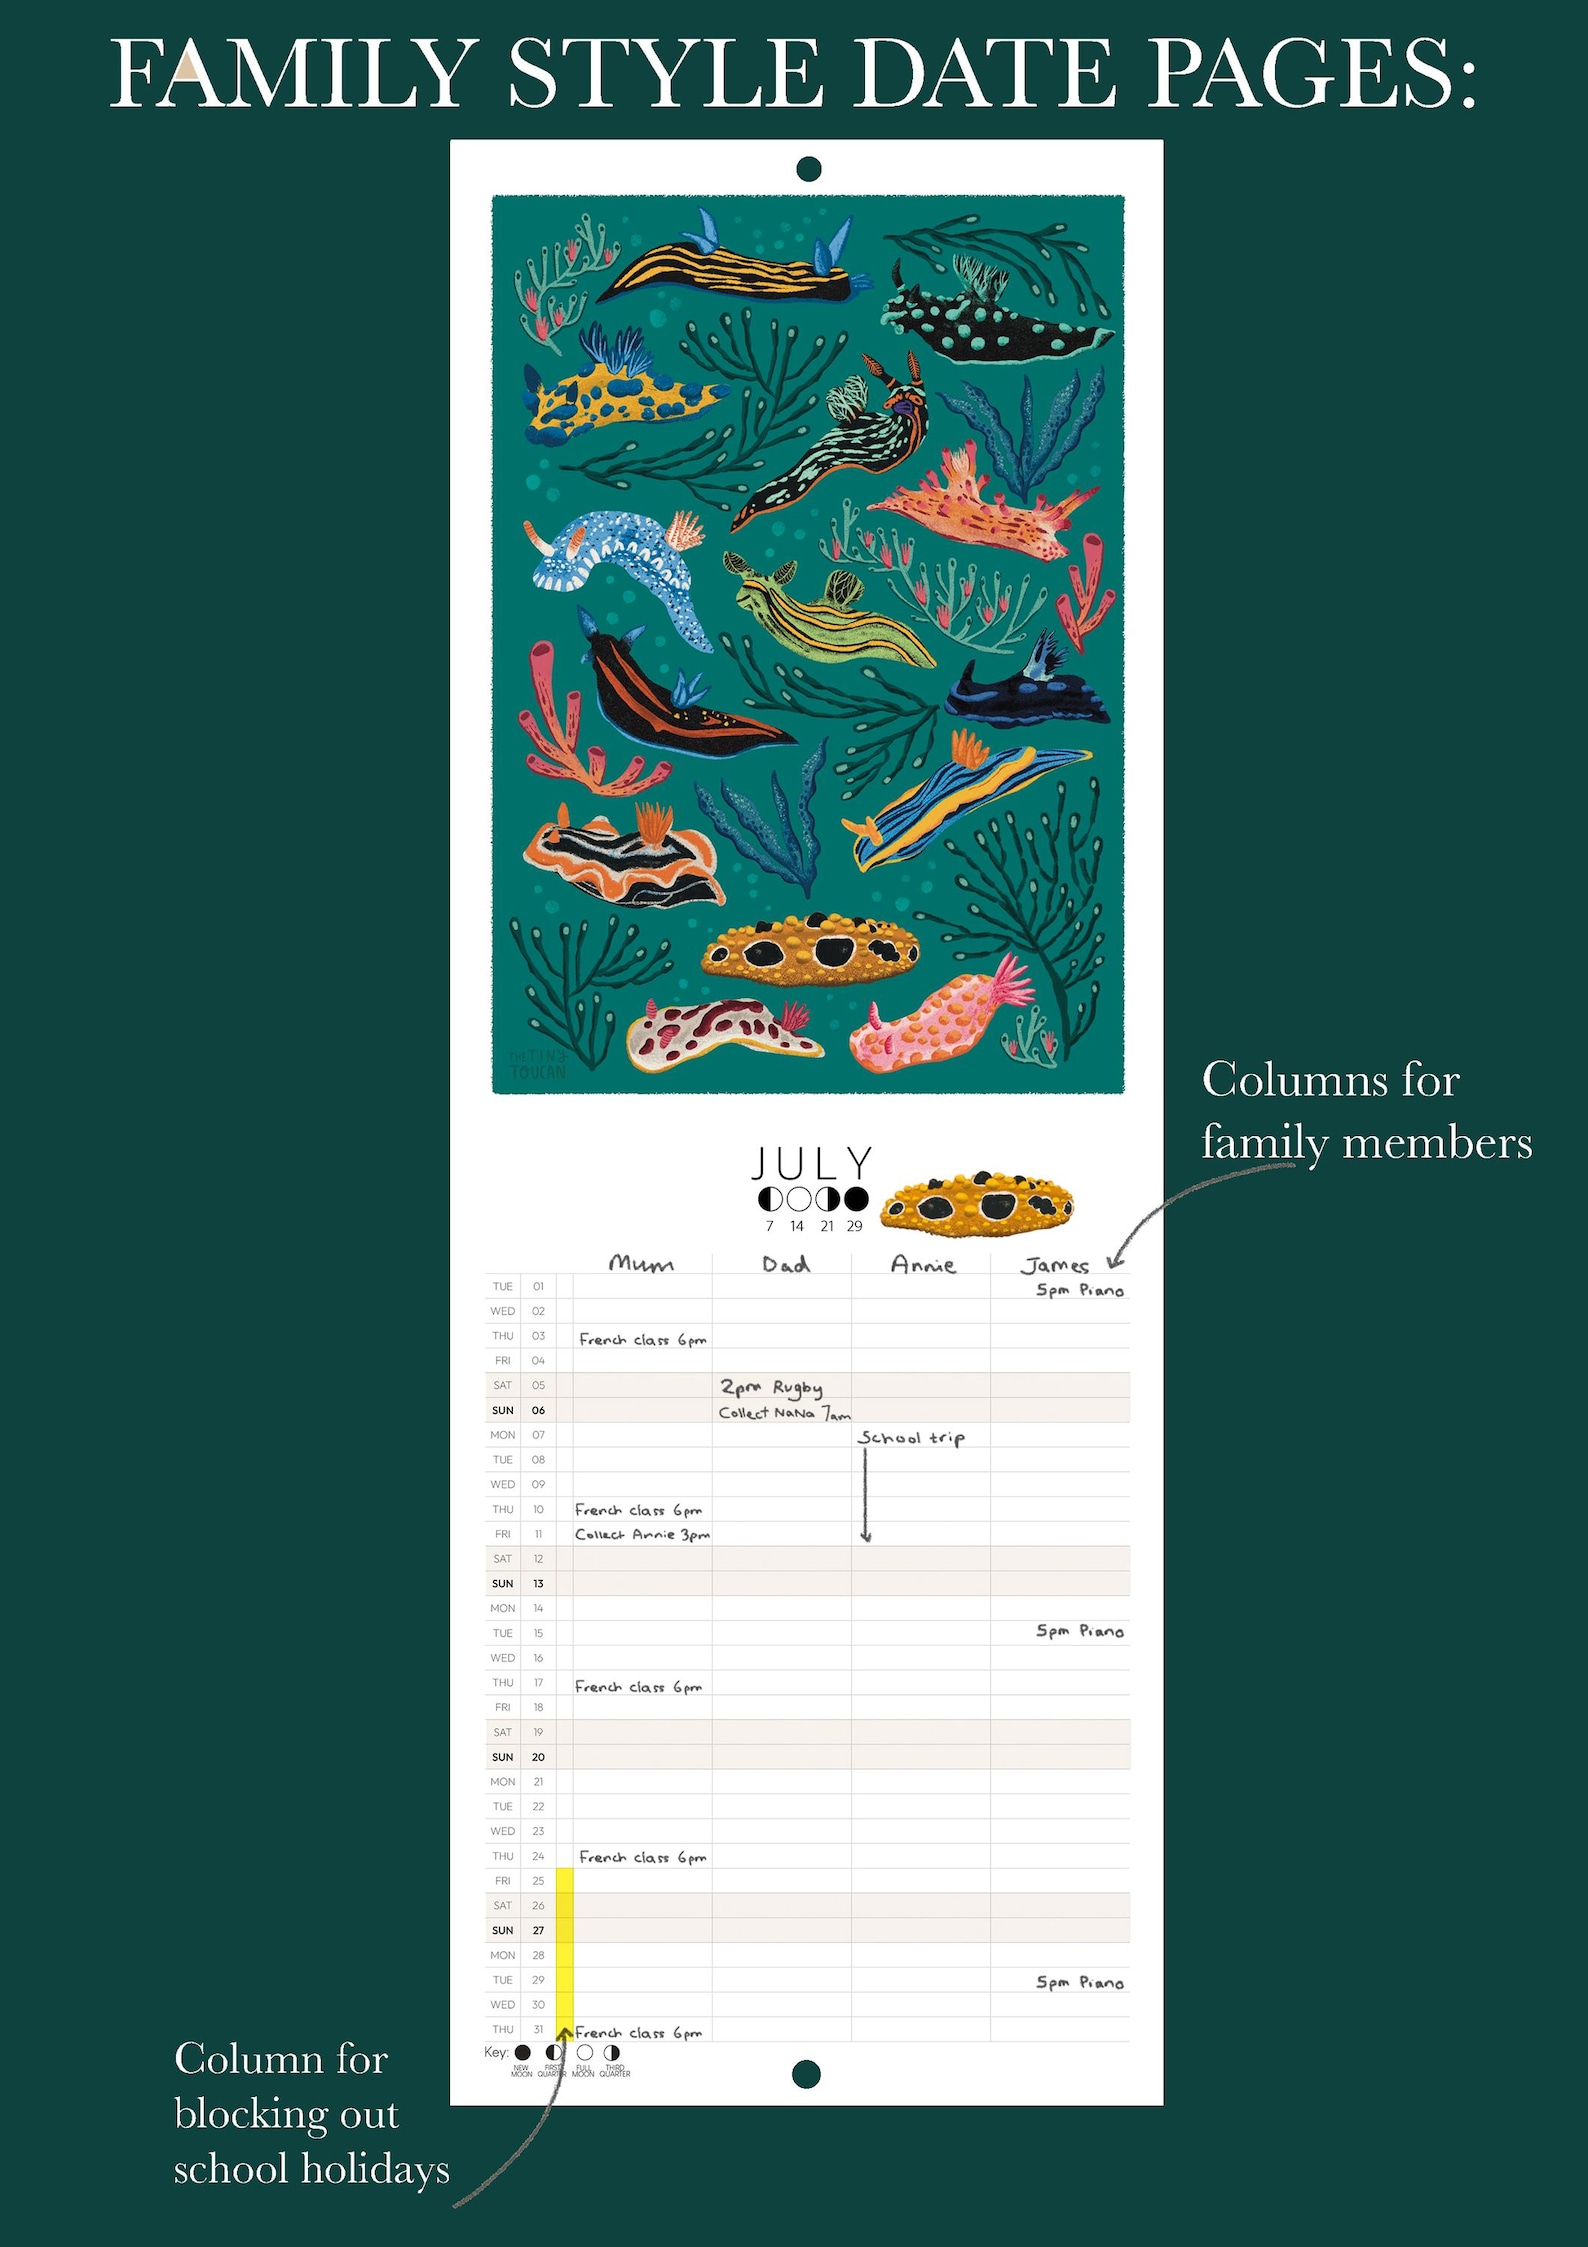 FAMILY STYLE DATE PAGES:
THE TINY
TOUCAN
Columns for
family members
JULY
7 14 21 29
Mum Dad Annie James
TUE 01 5pm Piano
WED 02
THU 03 French class 6pm
FRI 04
SAT 05 2pm Rugby
SUN 06 Collect NaNa 7am
MON 07 School trip
TUE 08
WED 09
THU 10 French class 6pm
FRI 11 Collect Annie 3pm
SAT 12
SUN 13
MON 14
TUE 15 5pm Piano
WED 16
THU 17 French class 6pm
FRI 18
SAT 19
SUN 20
MON 21
TUE 22
WED 23
THU 24 French class 6pm
FRI 25
SAT 26
SUN 27
MON 28
TUE 29 5pm Piano
WED 30
THU 31 French class 6pm
Key:
NEW FIRST FULL THIRD
MOON QUARTER MOON QUARTER
Column for
blocking out
school holidays